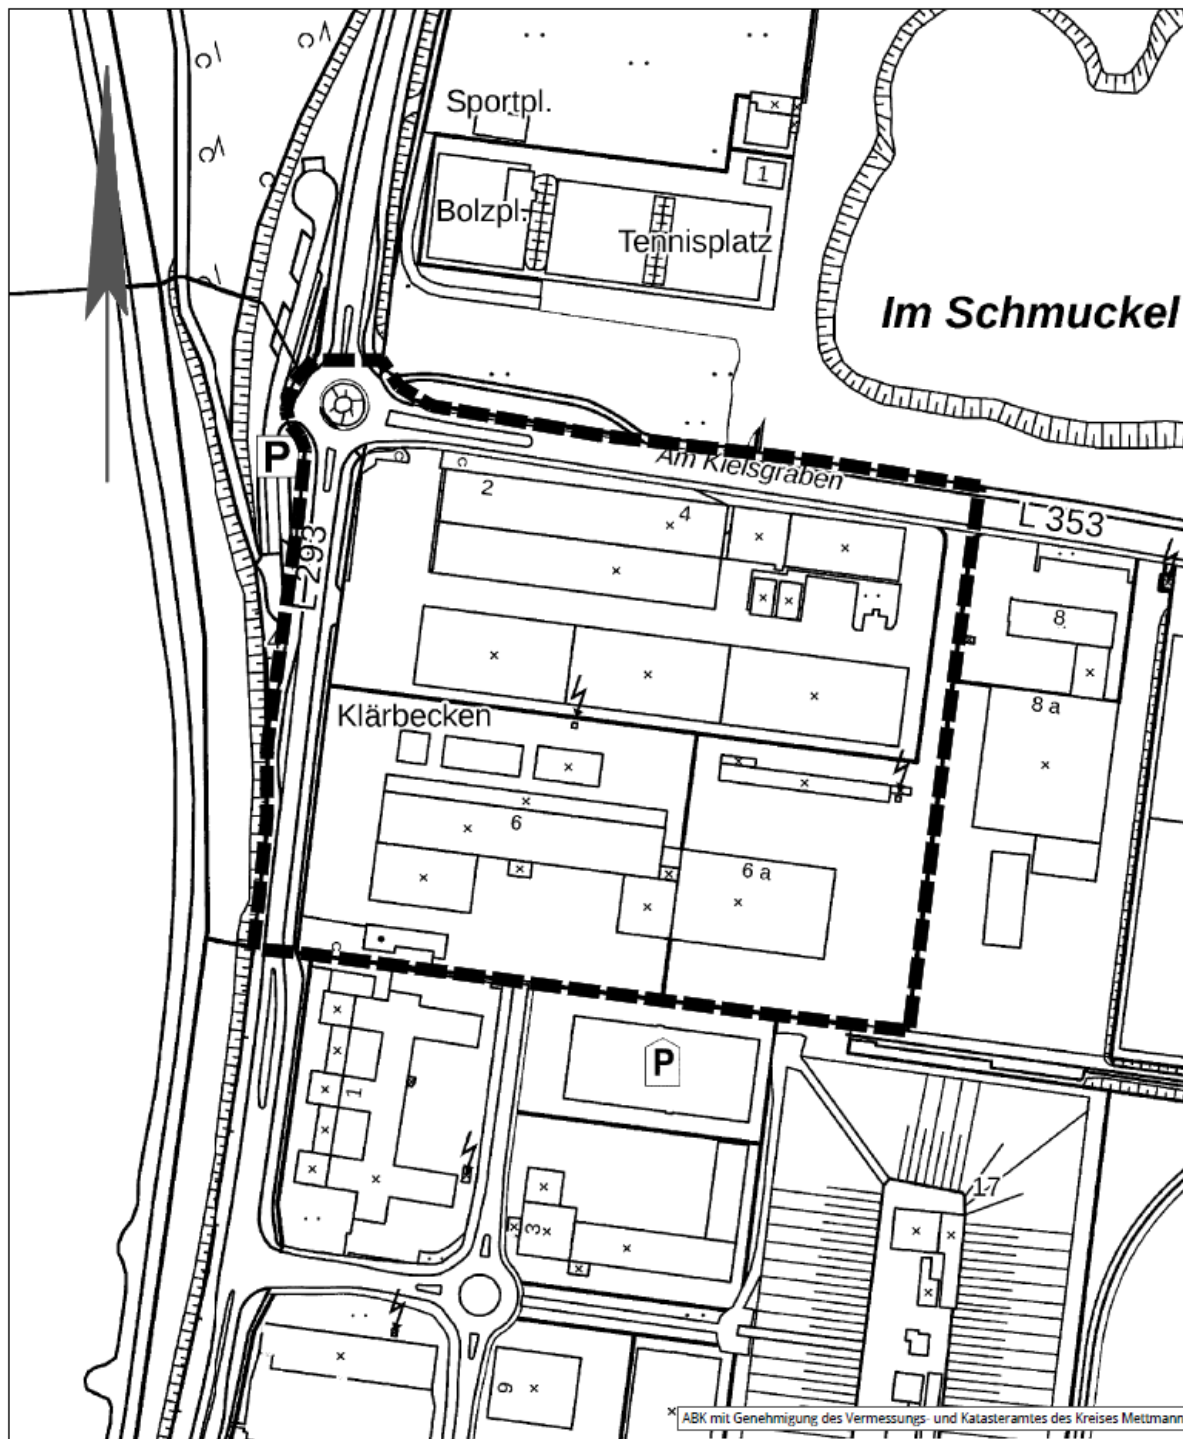 Sportpl.
1
Bolzpl.
Tennisplatz
Im Schmuckel
P
Am Kielsgraben
2
4
L 353
L 293
8
8 a
Klärbecken
6
6 a
P
1
17
3
9
ABK mit Genehmigung des Vermessungs- und Katasteramtes des Kreises Mettmann